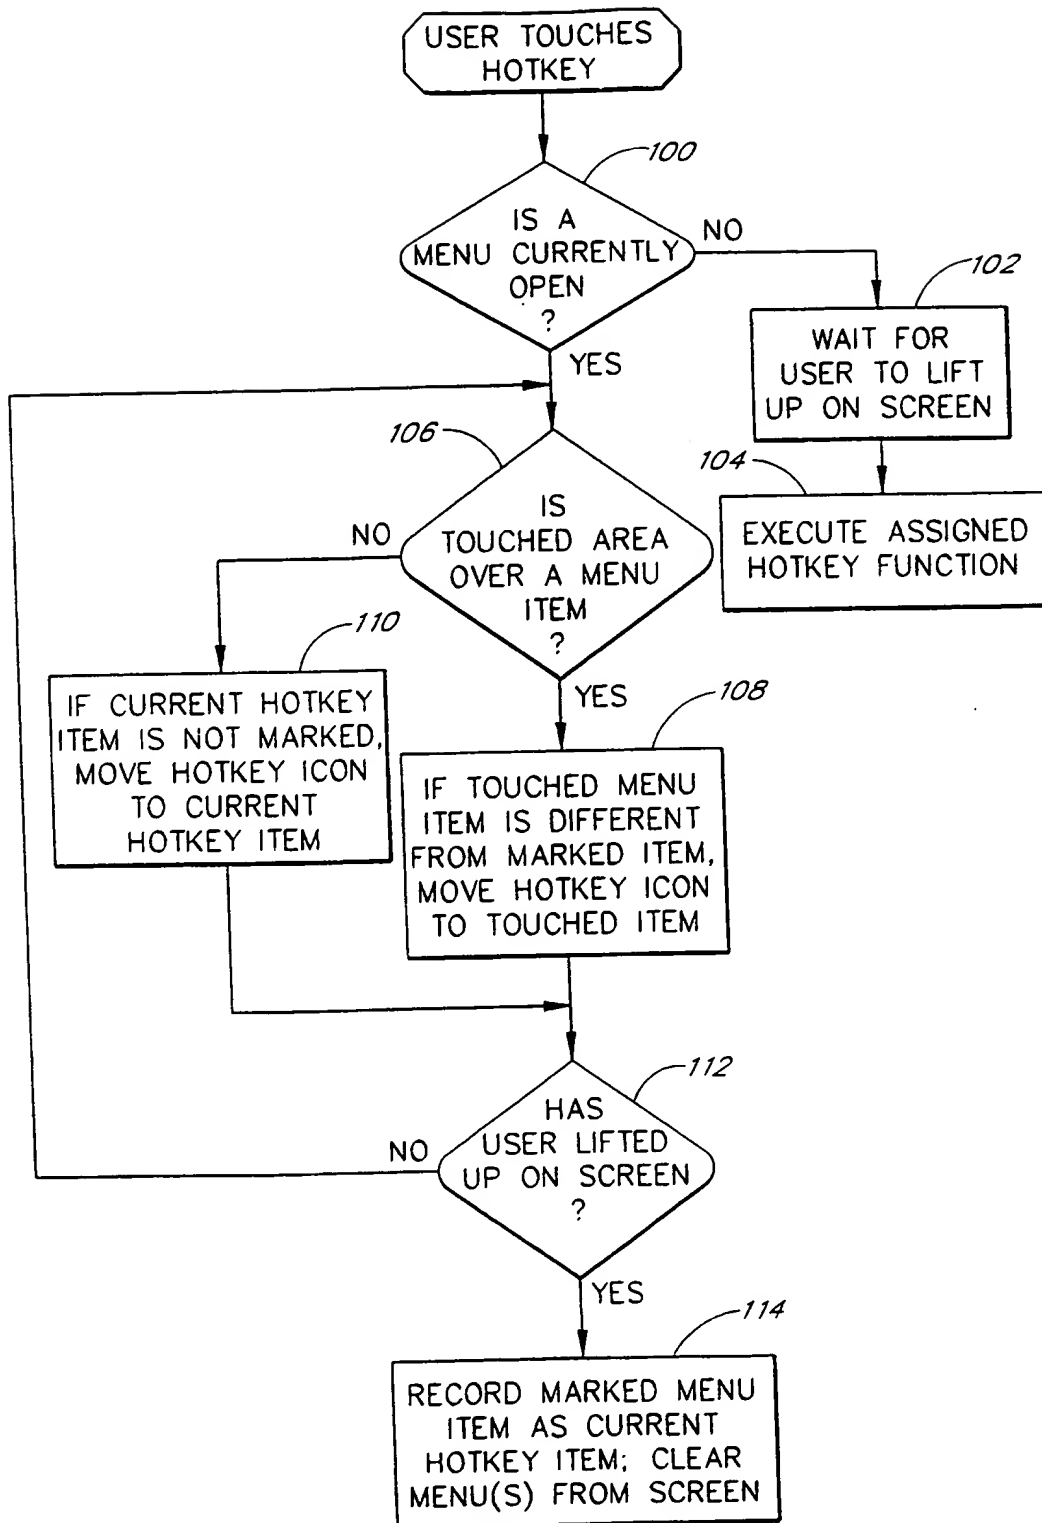 USER TOUCHES
HOTKEY
100
IS A
MENU CURRENTLY
OPEN
?
NO
YES
102
WAIT FOR
USER TO LIFT
UP ON SCREEN
104
EXECUTE ASSIGNED
HOTKEY FUNCTION
106
IS
TOUCHED AREA
OVER A MENU
ITEM
?
NO
YES
110
IF CURRENT HOTKEY
ITEM IS NOT MARKED,
MOVE HOTKEY ICON
TO CURRENT
HOTKEY ITEM
108
IF TOUCHED MENU
ITEM IS DIFFERENT
FROM MARKED ITEM,
MOVE HOTKEY ICON
TO TOUCHED ITEM
112
HAS
USER LIFTED
UP ON SCREEN
?
NO
YES
114
RECORD MARKED MENU
ITEM AS CURRENT
HOTKEY ITEM; CLEAR
MENU(S) FROM SCREEN